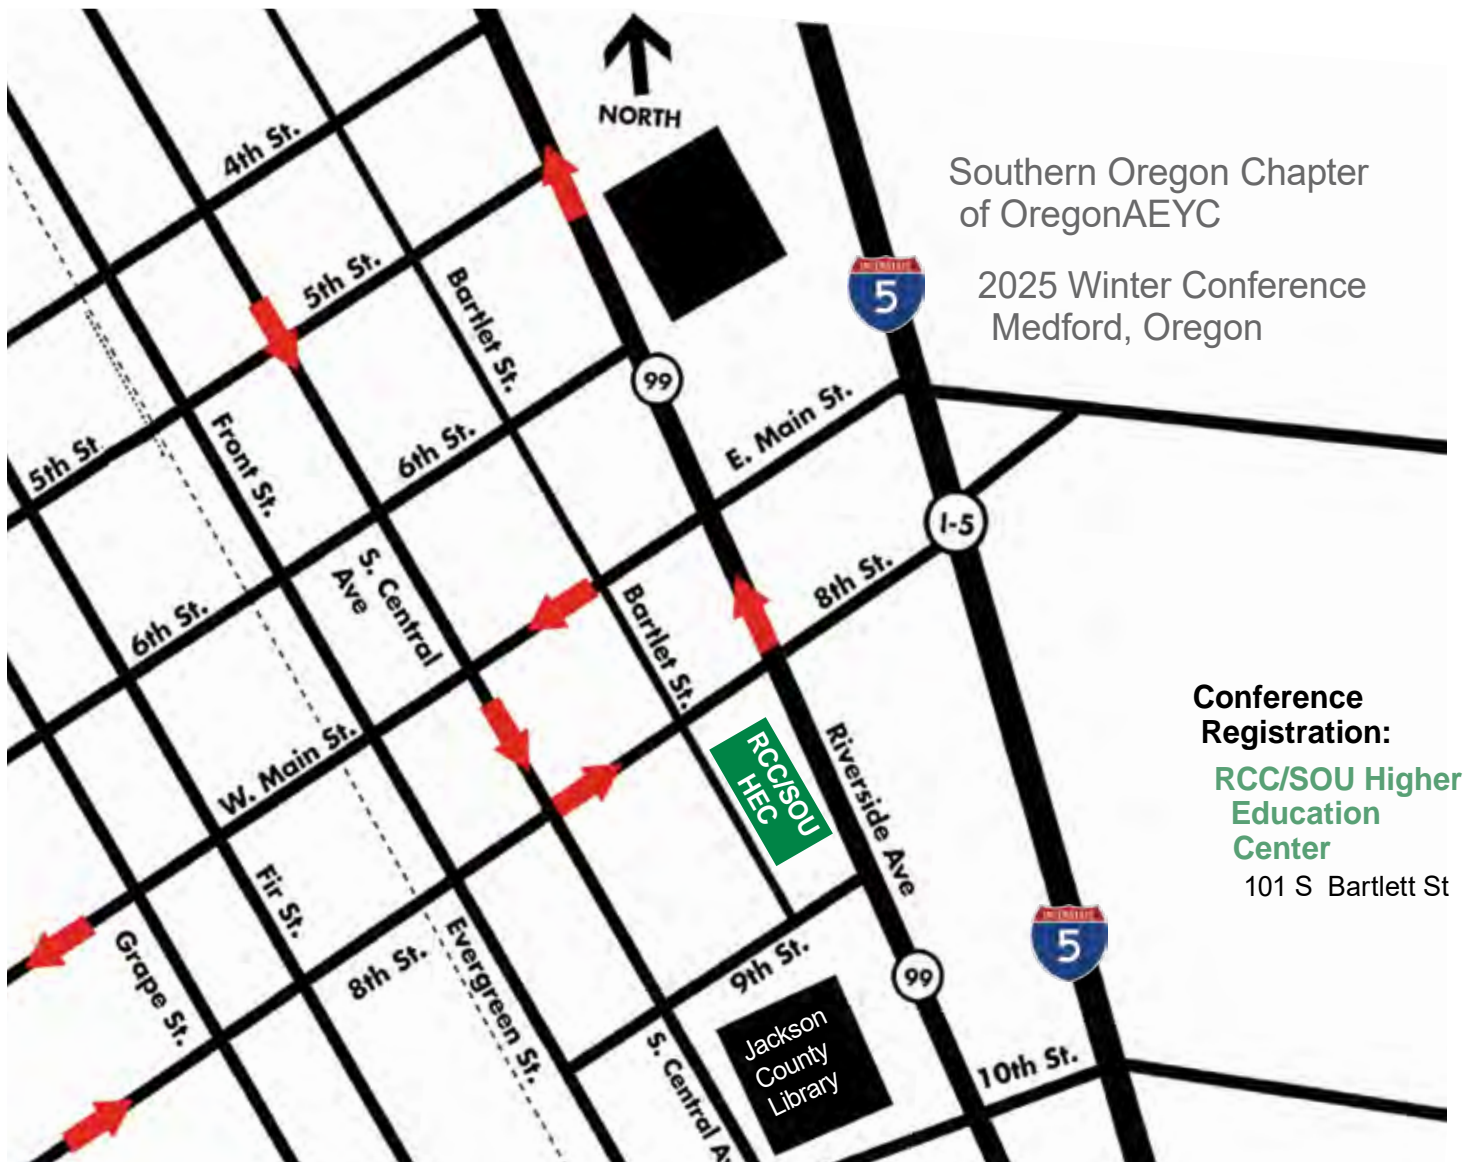 NORTH
4th St.
Southern Oregon Chapter
of OregonAEYC
5th St.
INTERSTATE
5
2025 Winter Conference
Medford, Oregon
Bartlet St.
99
E. Main St.
5th St.
Front St.
6th St.
I-5
S. Central
Ave
8th St.
6th St.
Bartlet St.
Conference
Registration:
RCC/SOU Higher
Education
Center
101 S Bartlett St
W. Main St.
RCC/SOU
HEC
Riverside Ave
Fir St.
INTERSTATE
5
Grape St.
8th St.
Evergreen St.
9th St.
99
Jackson
County
Library
S. Central Av
10th St.